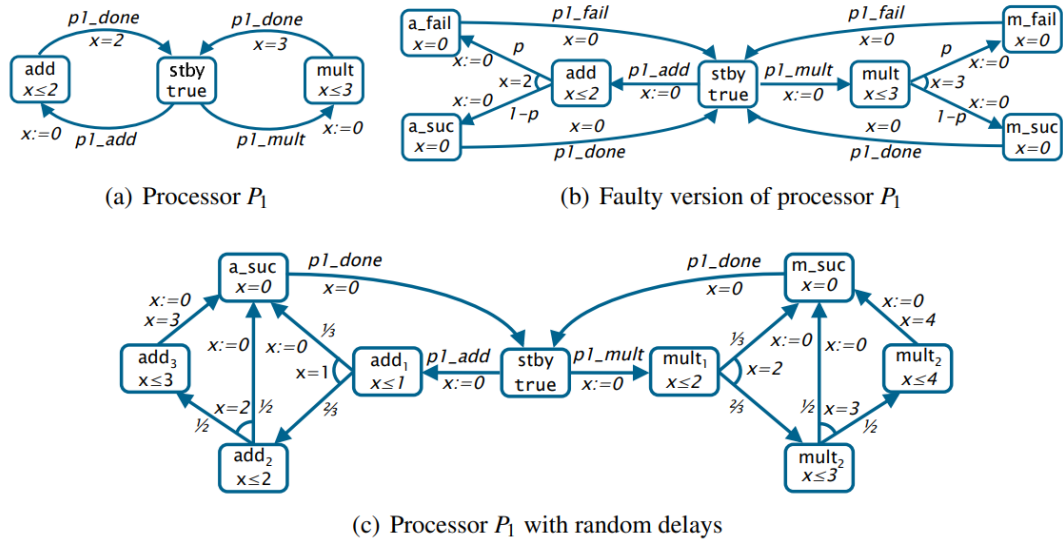 p1_done
x=2
p1_done
x=3
add
x≤2
stby
true
mult
x≤3
x:=0
p1_add
p1_mult
x:=0
(a) Processor P1
a_fail
x=0
p1_fail
x=0
p1_fail
x=0
m_fail
x=0
p
x:=0
x=2
add
x≤2
p1_add
x:=0
stby
true
p1_mult
x:=0
mult
x≤3
p
x:=0
x=3
x:=0
1-p
a_suc
x=0
x=0
p1_done
x:=0
1-p
x=0
p1_done
m_suc
x=0
(b) Faulty version of processor P1
a_suc
x=0
p1_done
x=0
p1_done
x=0
m_suc
x=0
x:=0
x=3
x:=0
x:=0
⅓
add3
x≤3
x=1
add1
x≤1
p1_add
x:=0
stby
true
p1_mult
x:=0
mult1
x≤2
⅓
x:=0
x=2
x:=0
x:=0
x=4
mult2
x≤4
½
x=2
½
⅔
add2
x≤2
⅔
½
x=3
½
mult2
x≤3
(c) Processor P1 with random delays